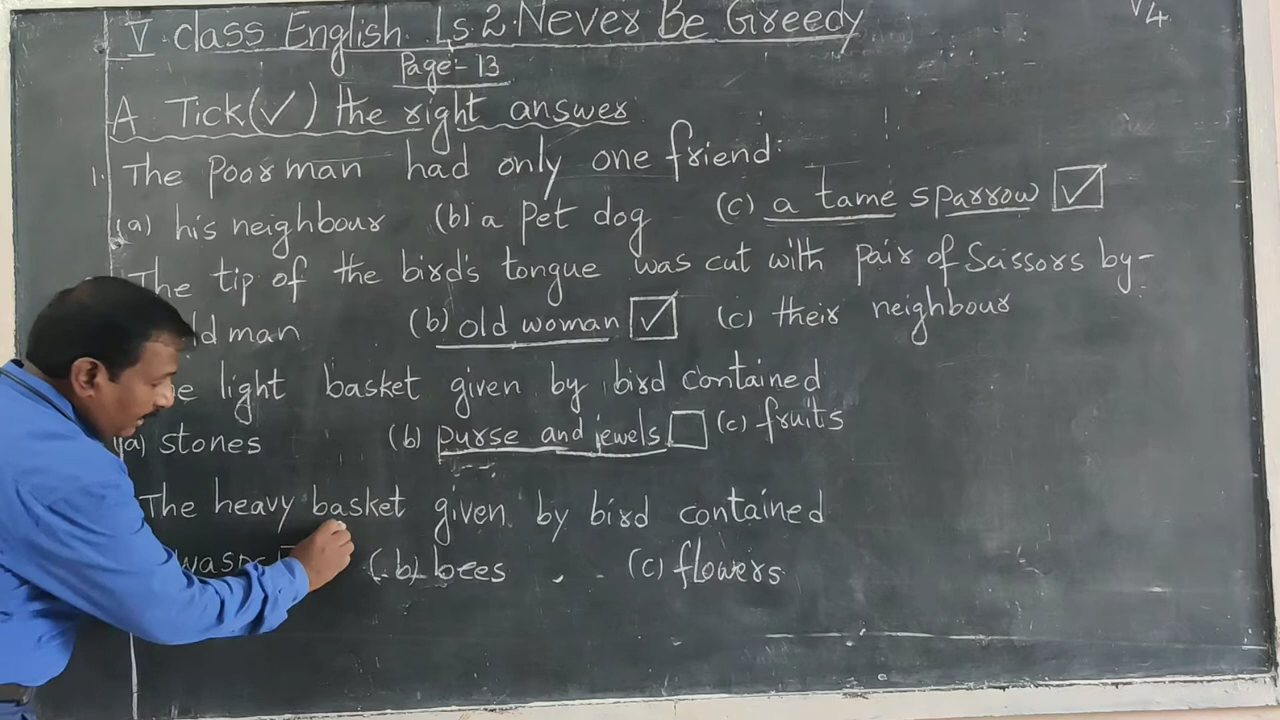 V class English Ls 2. Never Be Greedy
V4
Page - 13
A Tick (✓) the right answer
1. The Poor man had only one friend:
(a) his neighbour (b) a pet dog (c) a tame sparrow ✓
The tip of the bird's tongue was cut with pair of Scissors by-
man (b) old woman ✓ (c) their neighbour
light basket given by bird contained
(a) stones (b) purse and jewels (c) fruits
The heavy basket given by bird contained
wasps (b) bees (c) flowers